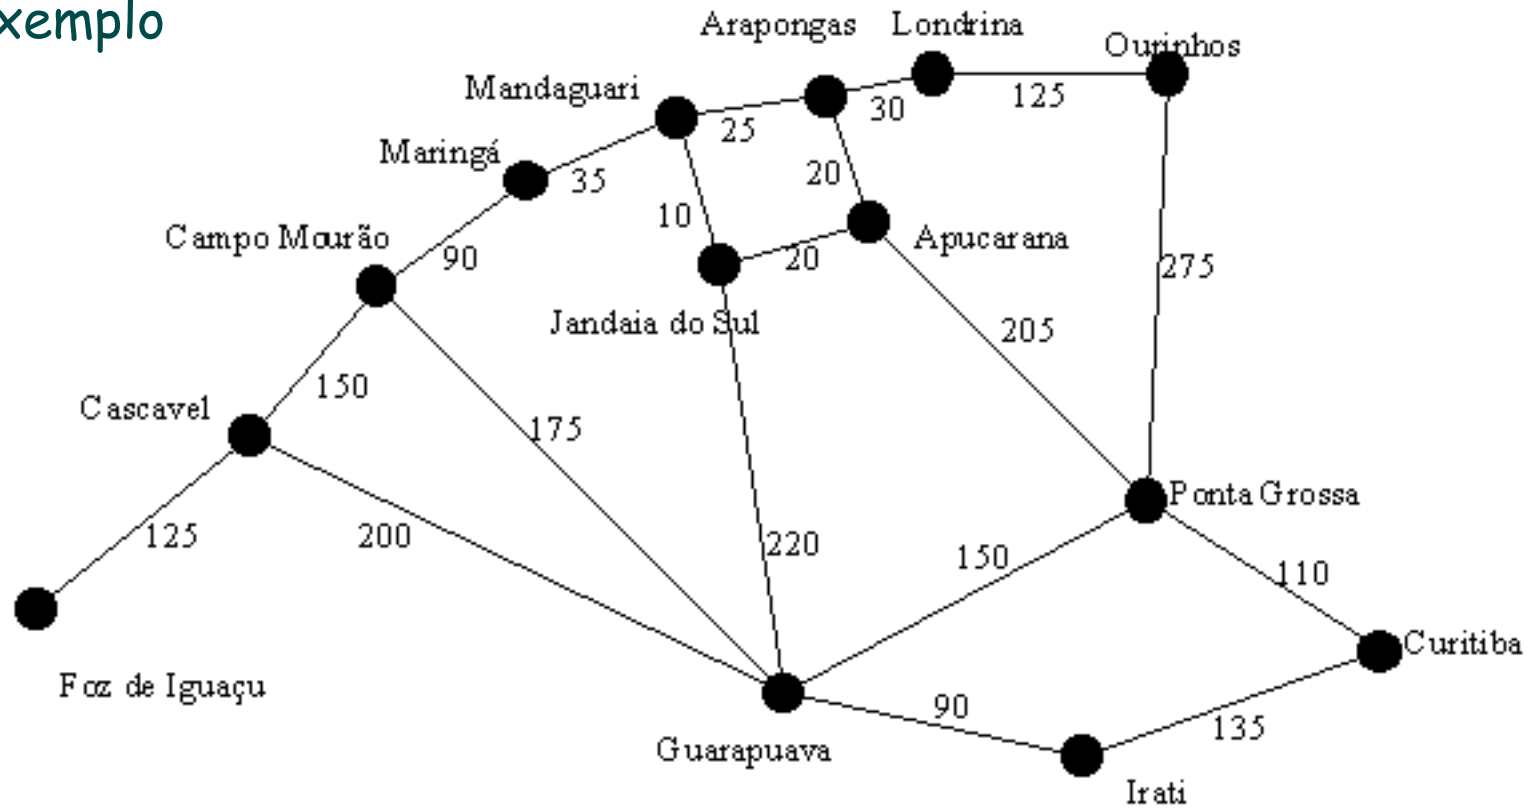 xemplo
Arapongas
Londrina
Ourinhos
Mandaguari
25
30
125
Maringá
35
20
10
Campo Mourão
90
20
Apucarana
275
Jandaia do Sul
205
150
Cascavel
175
Ponta Grossa
125
200
220
150
110
Curitiba
Foz de Iguaçu
90
135
Guarapuava
Irati